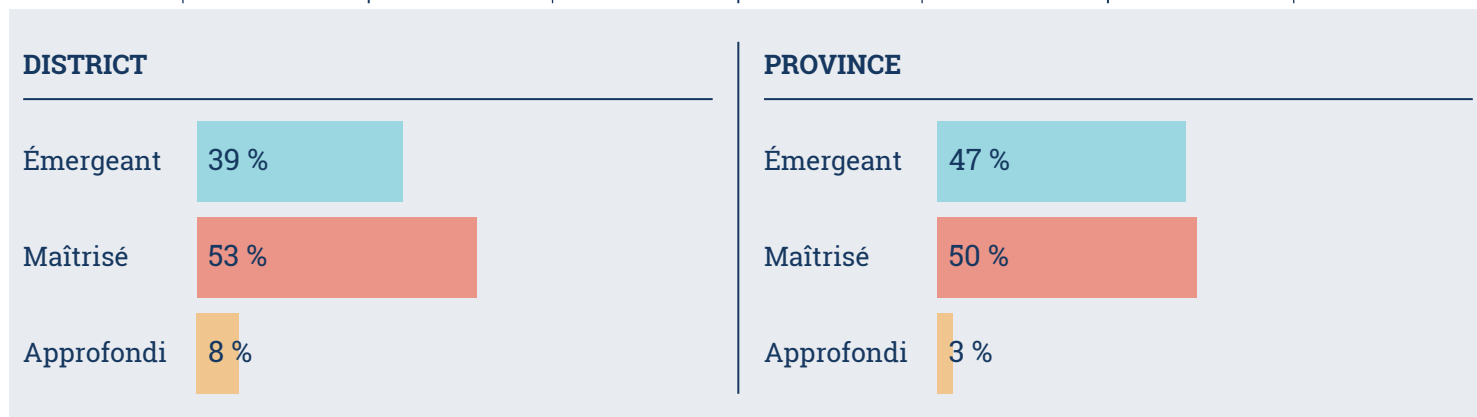 DISTRICT
Émergeant 39 %
Maîtrisé 53 %
Approfondi 8 %
PROVINCE
Émergeant 47 %
Maîtrisé 50 %
Approfondi 3 %